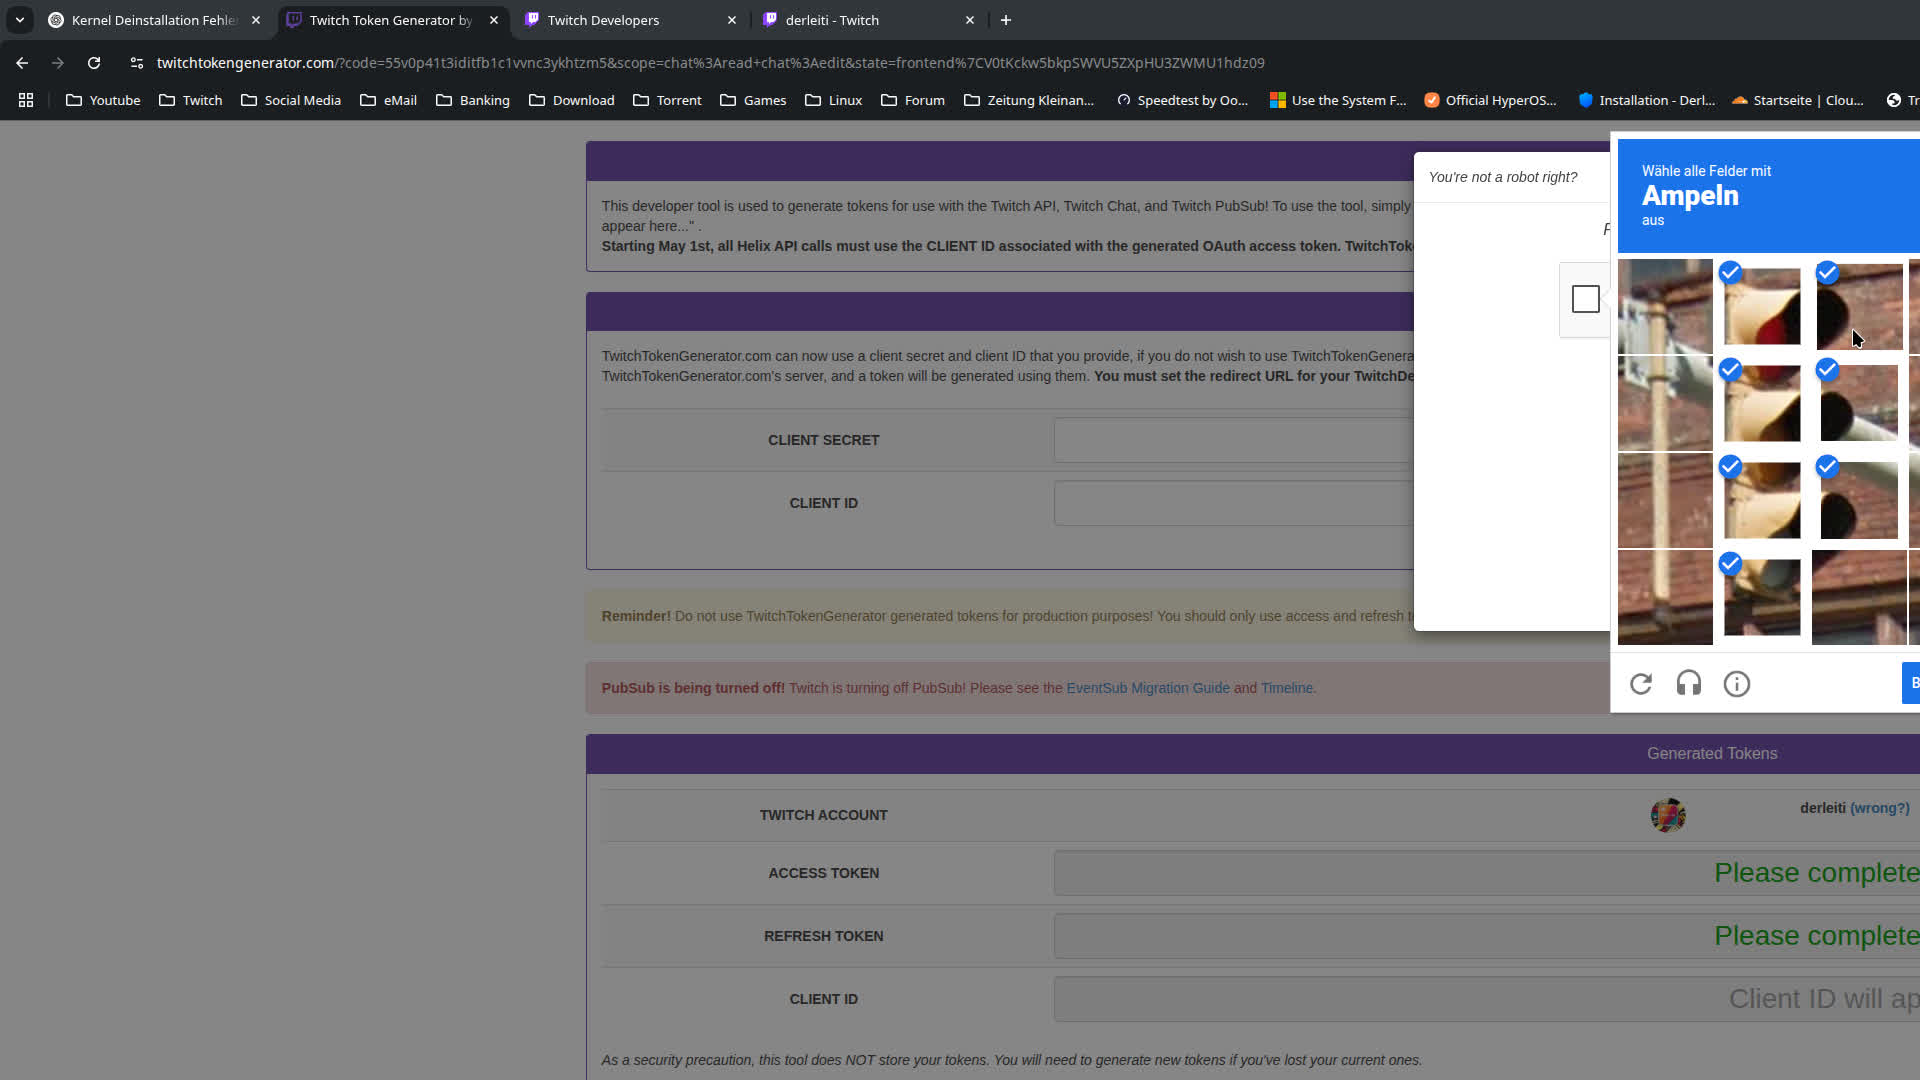 Kernel Deinstallation Fehle
Twitch Token Generator by
Twitch Developers
derleiti - Twitch
twitchtokengenerator.com/?code=55v0p41t3iditfb1c1vvnc3ykhtzm5&scope=chat%3Aread+chat%3Aedit&state=frontend%7CV0tKckw5bkpSWVU5ZXpHU3ZWMU1hdz09
Youtube
Twitch
Social Media
eMail
Banking
Download
Torrent
Games
Linux
Forum
Zeitung Kleinan...
Speedtest by Oo...
Use the System F...
Official HyperOS...
Installation - Derl...
Startseite | Clou...
Tr
This developer tool is used to generate tokens for use with the Twitch API, Twitch Chat, and Twitch PubSub! To use the tool, simply
appear here..." .
Starting May 1st, all Helix API calls must use the CLIENT ID associated with the generated OAuth access token. TwitchTok
You're not a robot right?
Wähle alle Felder mit
Ampeln
aus
TwitchTokenGenerator.com can now use a client secret and client ID that you provide, if you do not wish to use TwitchTokenGenera
TwitchTokenGenerator.com's server, and a token will be generated using them. You must set the redirect URL for your TwitchDe
CLIENT SECRET
CLIENT ID
Reminder! Do not use TwitchTokenGenerator generated tokens for production purposes! You should only use access and refresh t
PubSub is being turned off! Twitch is turning off PubSub! Please see the EventSub Migration Guide and Timeline.
B
Generated Tokens
TWITCH ACCOUNT
derleiti (wrong?)
ACCESS TOKEN
Please complete
REFRESH TOKEN
Please complete
CLIENT ID
Client ID will ap
As a security precaution, this tool does NOT store your tokens. You will need to generate new tokens if you've lost your current ones.